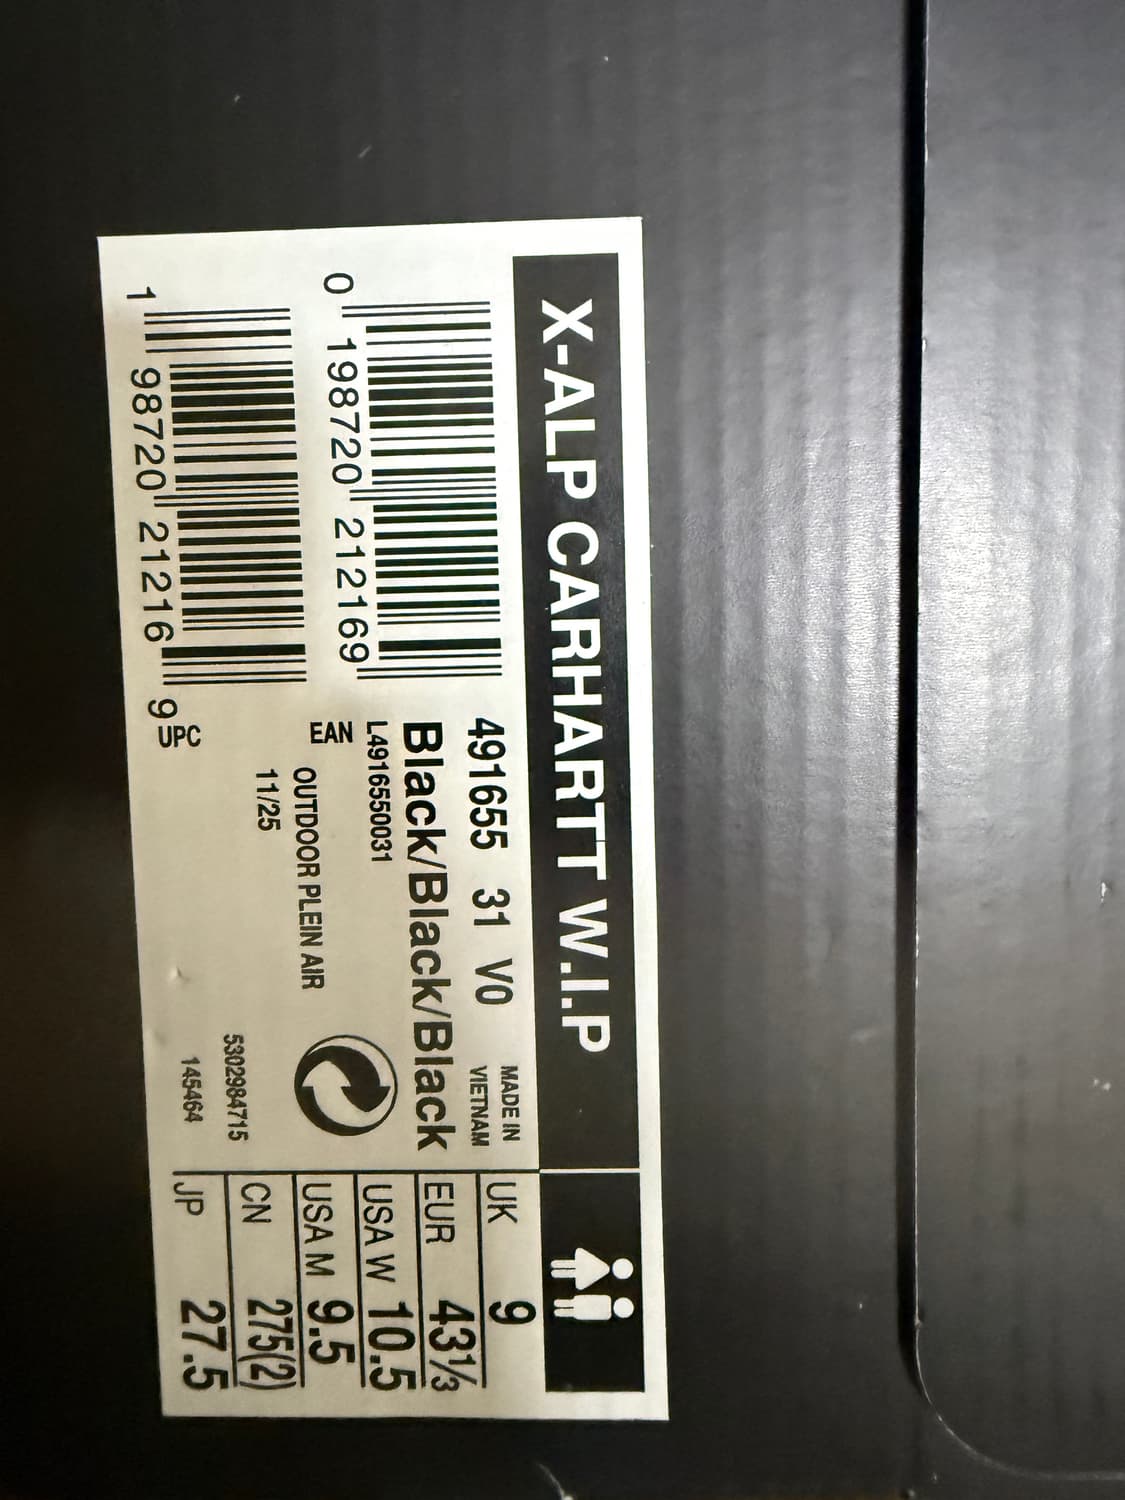 X-ALP CARHARTT W.I.P
0 198720 212169
EAN
1 98720 21216 9
UPC
491655 31 V0
MADE IN
VIETNAM
Black/Black/Black
L4916550031
OUTDOOR PLEIN AIR
11/25
5302984715
145464
UK 9
EUR 43⅓
USA W 10.5
USA M 9.5
CN 275(2)
JP 27.5